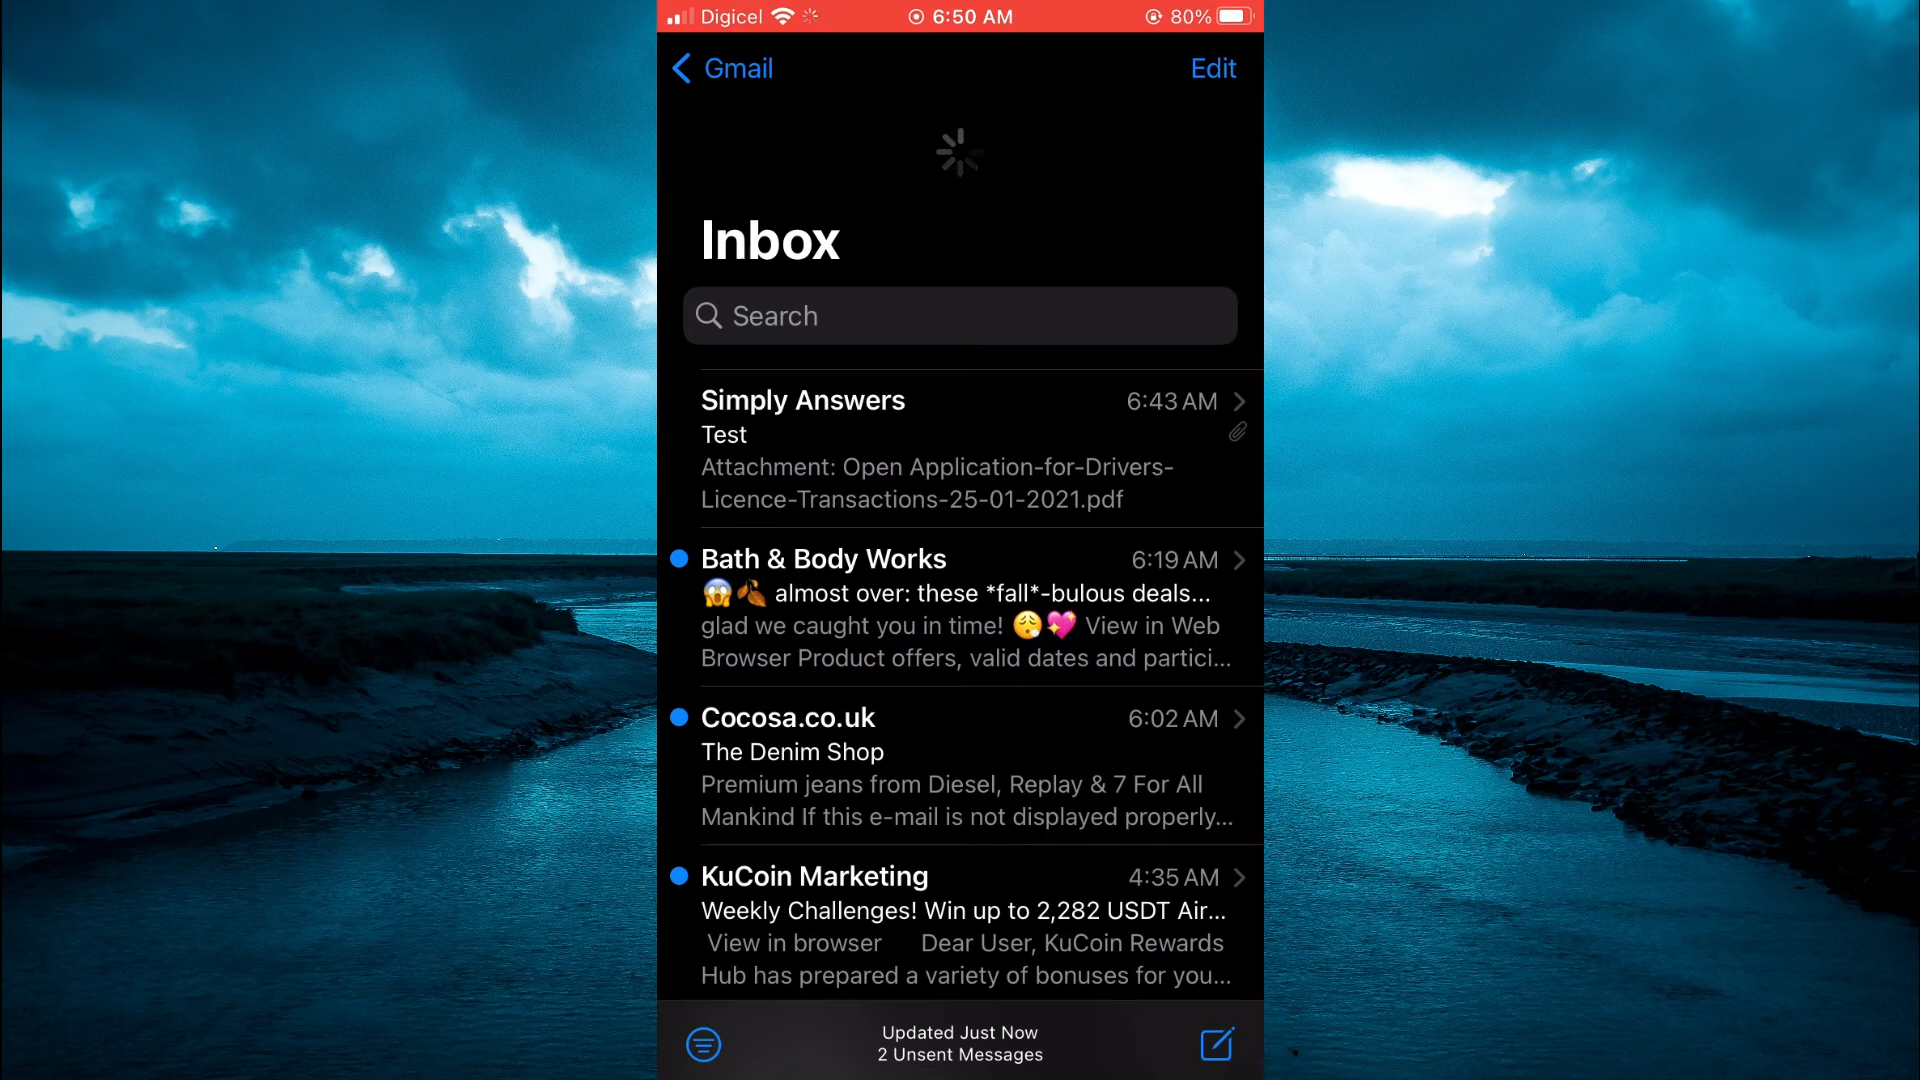 Digicel 6:50 AM 80%
Gmail Edit
Inbox
Search
Simply Answers 6:43 AM
Test
Attachment: Open Application-for-Drivers-
Licence-Transactions-25-01-2021.pdf
Bath & Body Works 6:19 AM
😱🍂 almost over: these *fall*-bulous deals...
glad we caught you in time! 😮‍💨💖 View in Web
Browser Product offers, valid dates and partici...
Cocosa.co.uk 6:02 AM
The Denim Shop
Premium jeans from Diesel, Replay & 7 For All
Mankind If this e-mail is not displayed properly...
KuCoin Marketing 4:35 AM
Weekly Challenges! Win up to 2,282 USDT Air...
View in browser Dear User, KuCoin Rewards
Hub has prepared a variety of bonuses for you...
Updated Just Now
2 Unsent Messages